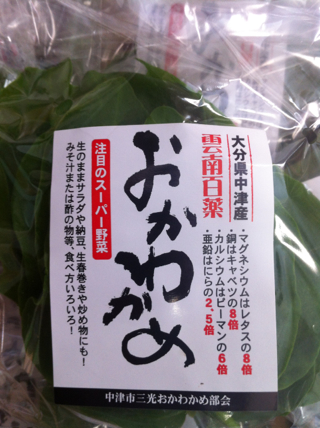 大分県中津産
雲南百薬
・マグネシウムはレタスの8倍
・銅はキャベツの8倍
・カルシウムはピーマンの6倍
・亜鉛はにらの2、5倍
おかわかめ
注目のスーパー野菜
生のままサラダや納豆、生春巻きや炒め物にも！
みそ汁または酢の物等、食べ方いろいろ！
中津市三光おかわかめ部会